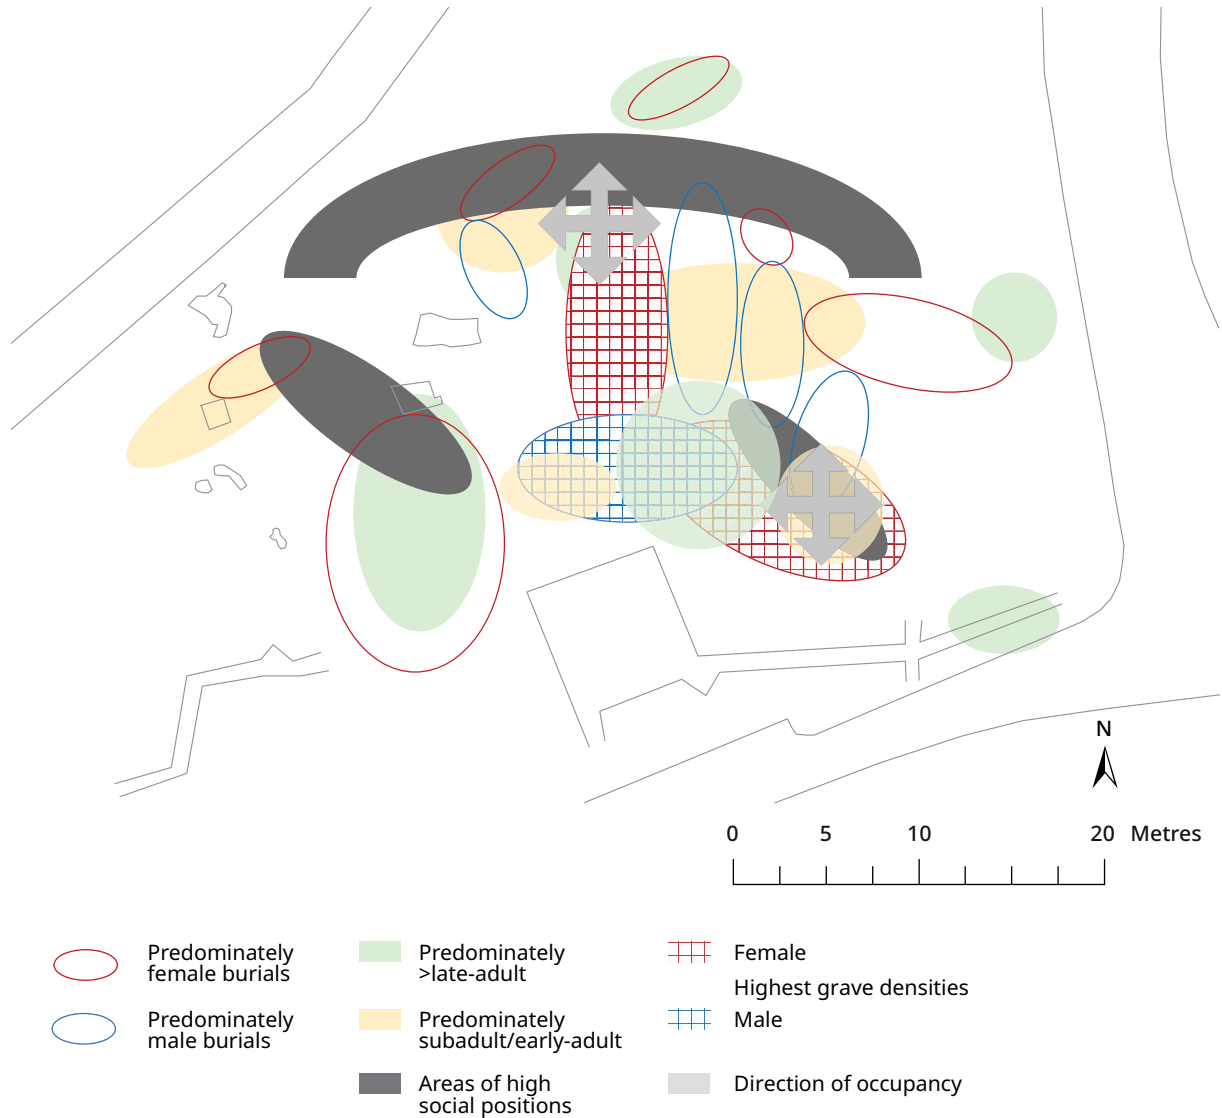 N
0 5 10 20 Metres
Predominately
female burials
Predominately
>late-adult
Female
Highest grave densities
Predominately
male burials
Predominately
subadult/early-adult
Male
Areas of high
social positions
Direction of occupancy